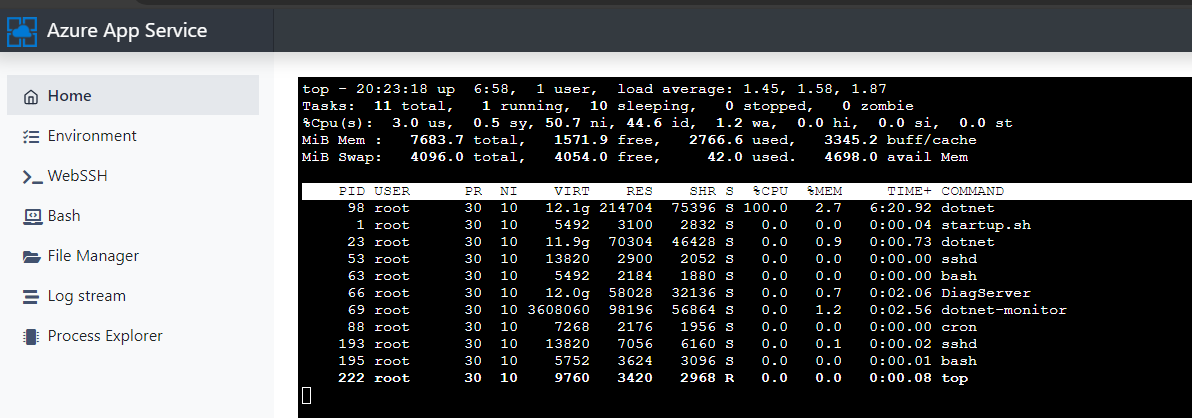 Azure App Service
Home
Environment
WebSSH
Bash
File Manager
Log stream
Process Explorer
top - 20:23:18 up  6:58,  1 user,  load average: 1.45, 1.58, 1.87
Tasks:  11 total,   1 running,  10 sleeping,   0 stopped,   0 zombie
%Cpu(s):  3.0 us,  0.5 sy, 50.7 ni, 44.6 id,  1.2 wa,  0.0 hi,  0.0 si,  0.0 st
MiB Mem :   7683.7 total,   1571.9 free,   2766.6 used,   3345.2 buff/cache
MiB Swap:   4096.0 total,   4054.0 free,     42.0 used.   4698.0 avail Mem
PID USER      PR  NI    VIRT    RES    SHR S  %CPU  %MEM     TIME+ COMMAND
98 root      30  10   12.1g 214704  75396 S 100.0   2.7   6:20.92 dotnet
1 root      30  10    5492   3100   2832 S   0.0   0.0   0:00.04 startup.sh
23 root      30  10   11.9g  70304  46428 S   0.0   0.9   0:00.73 dotnet
53 root      30  10   13820   2900   2052 S   0.0   0.0   0:00.00 sshd
63 root      30  10    5492   2184   1880 S   0.0   0.0   0:00.00 bash
66 root      30  10   12.0g  58028  32136 S   0.0   0.7   0:02.06 DiagServer
69 root      30  10 3608060  98196  56864 S   0.0   1.2   0:02.56 dotnet-monitor
88 root      30  10    7268   2176   1956 S   0.0   0.0   0:00.00 cron
193 root      30  10   13820   7056   6160 S   0.0   0.1   0:00.02 sshd
195 root      30  10    5752   3624   3096 S   0.0   0.0   0:00.01 bash
222 root      30  10    9760   3420   2968 R   0.0   0.0   0:00.08 top